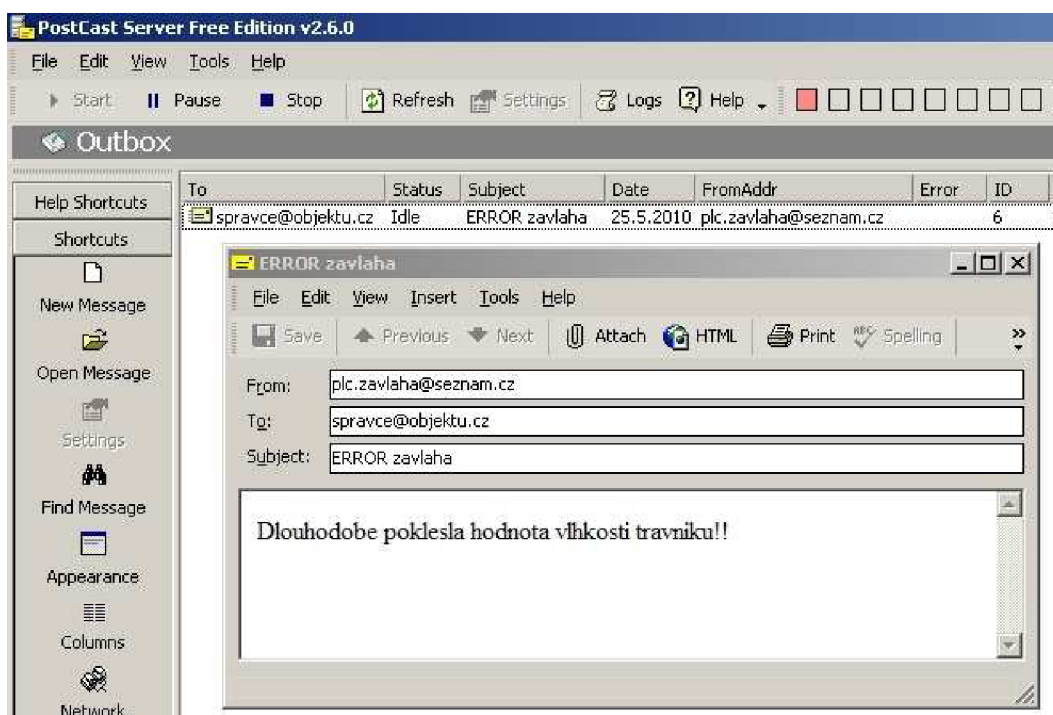 PostCast Server Free Edition v2.6.0
File Edit View Tools Help
Start Pause Stop Refresh Settings Logs Help
Outbox
Help Shortcuts
Shortcuts
New Message
Open Message
Settings
Find Message
Appearance
Columns
Network
To Status Subject Date FromAddr Error ID
spravce@objektu.cz Idle ERROR zavlaha 25.5.2010 plc.zavlaha@seznam.cz 6
ERROR zavlaha
File Edit View Insert Tools Help
Save Previous Next Attach HTML Print Spelling
From: plc.zavlaha@seznam.cz
To: spravce@objektu.cz
Subject: ERROR zavlaha
Dlouhodobe poklesla hodnota vlhkosti travniku!!